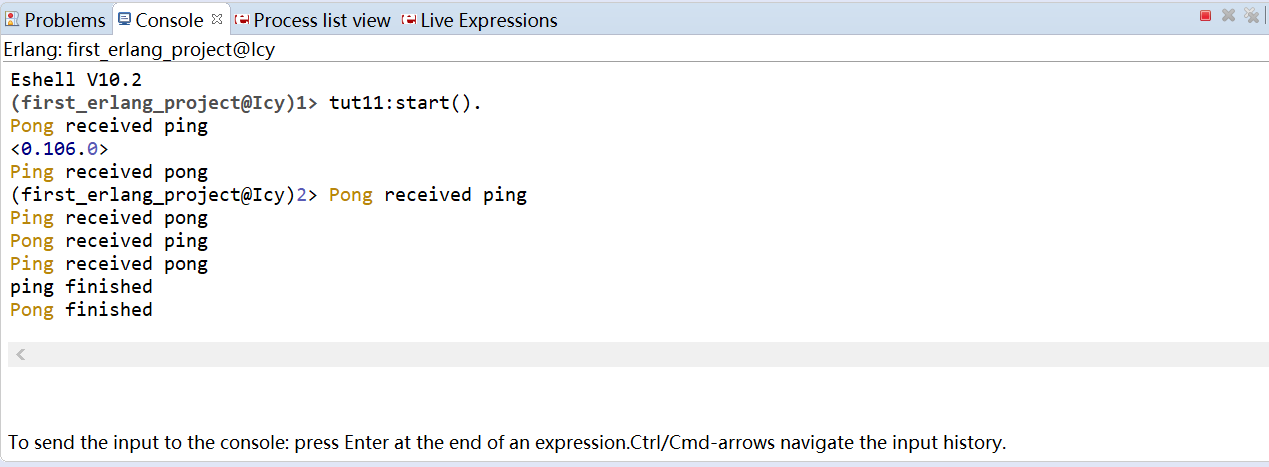 Problems Console Process list view Live Expressions
Erlang: first_erlang_project@Icy
Eshell V10.2
(first_erlang_project@Icy)1> tut11:start().
Pong received ping
<0.106.0>
Ping received pong
(first_erlang_project@Icy)2> Pong received ping
Ping received pong
Pong received ping
Ping received pong
ping finished
Pong finished
To send the input to the console: press Enter at the end of an expression.Ctrl/Cmd-arrows navigate the input history.